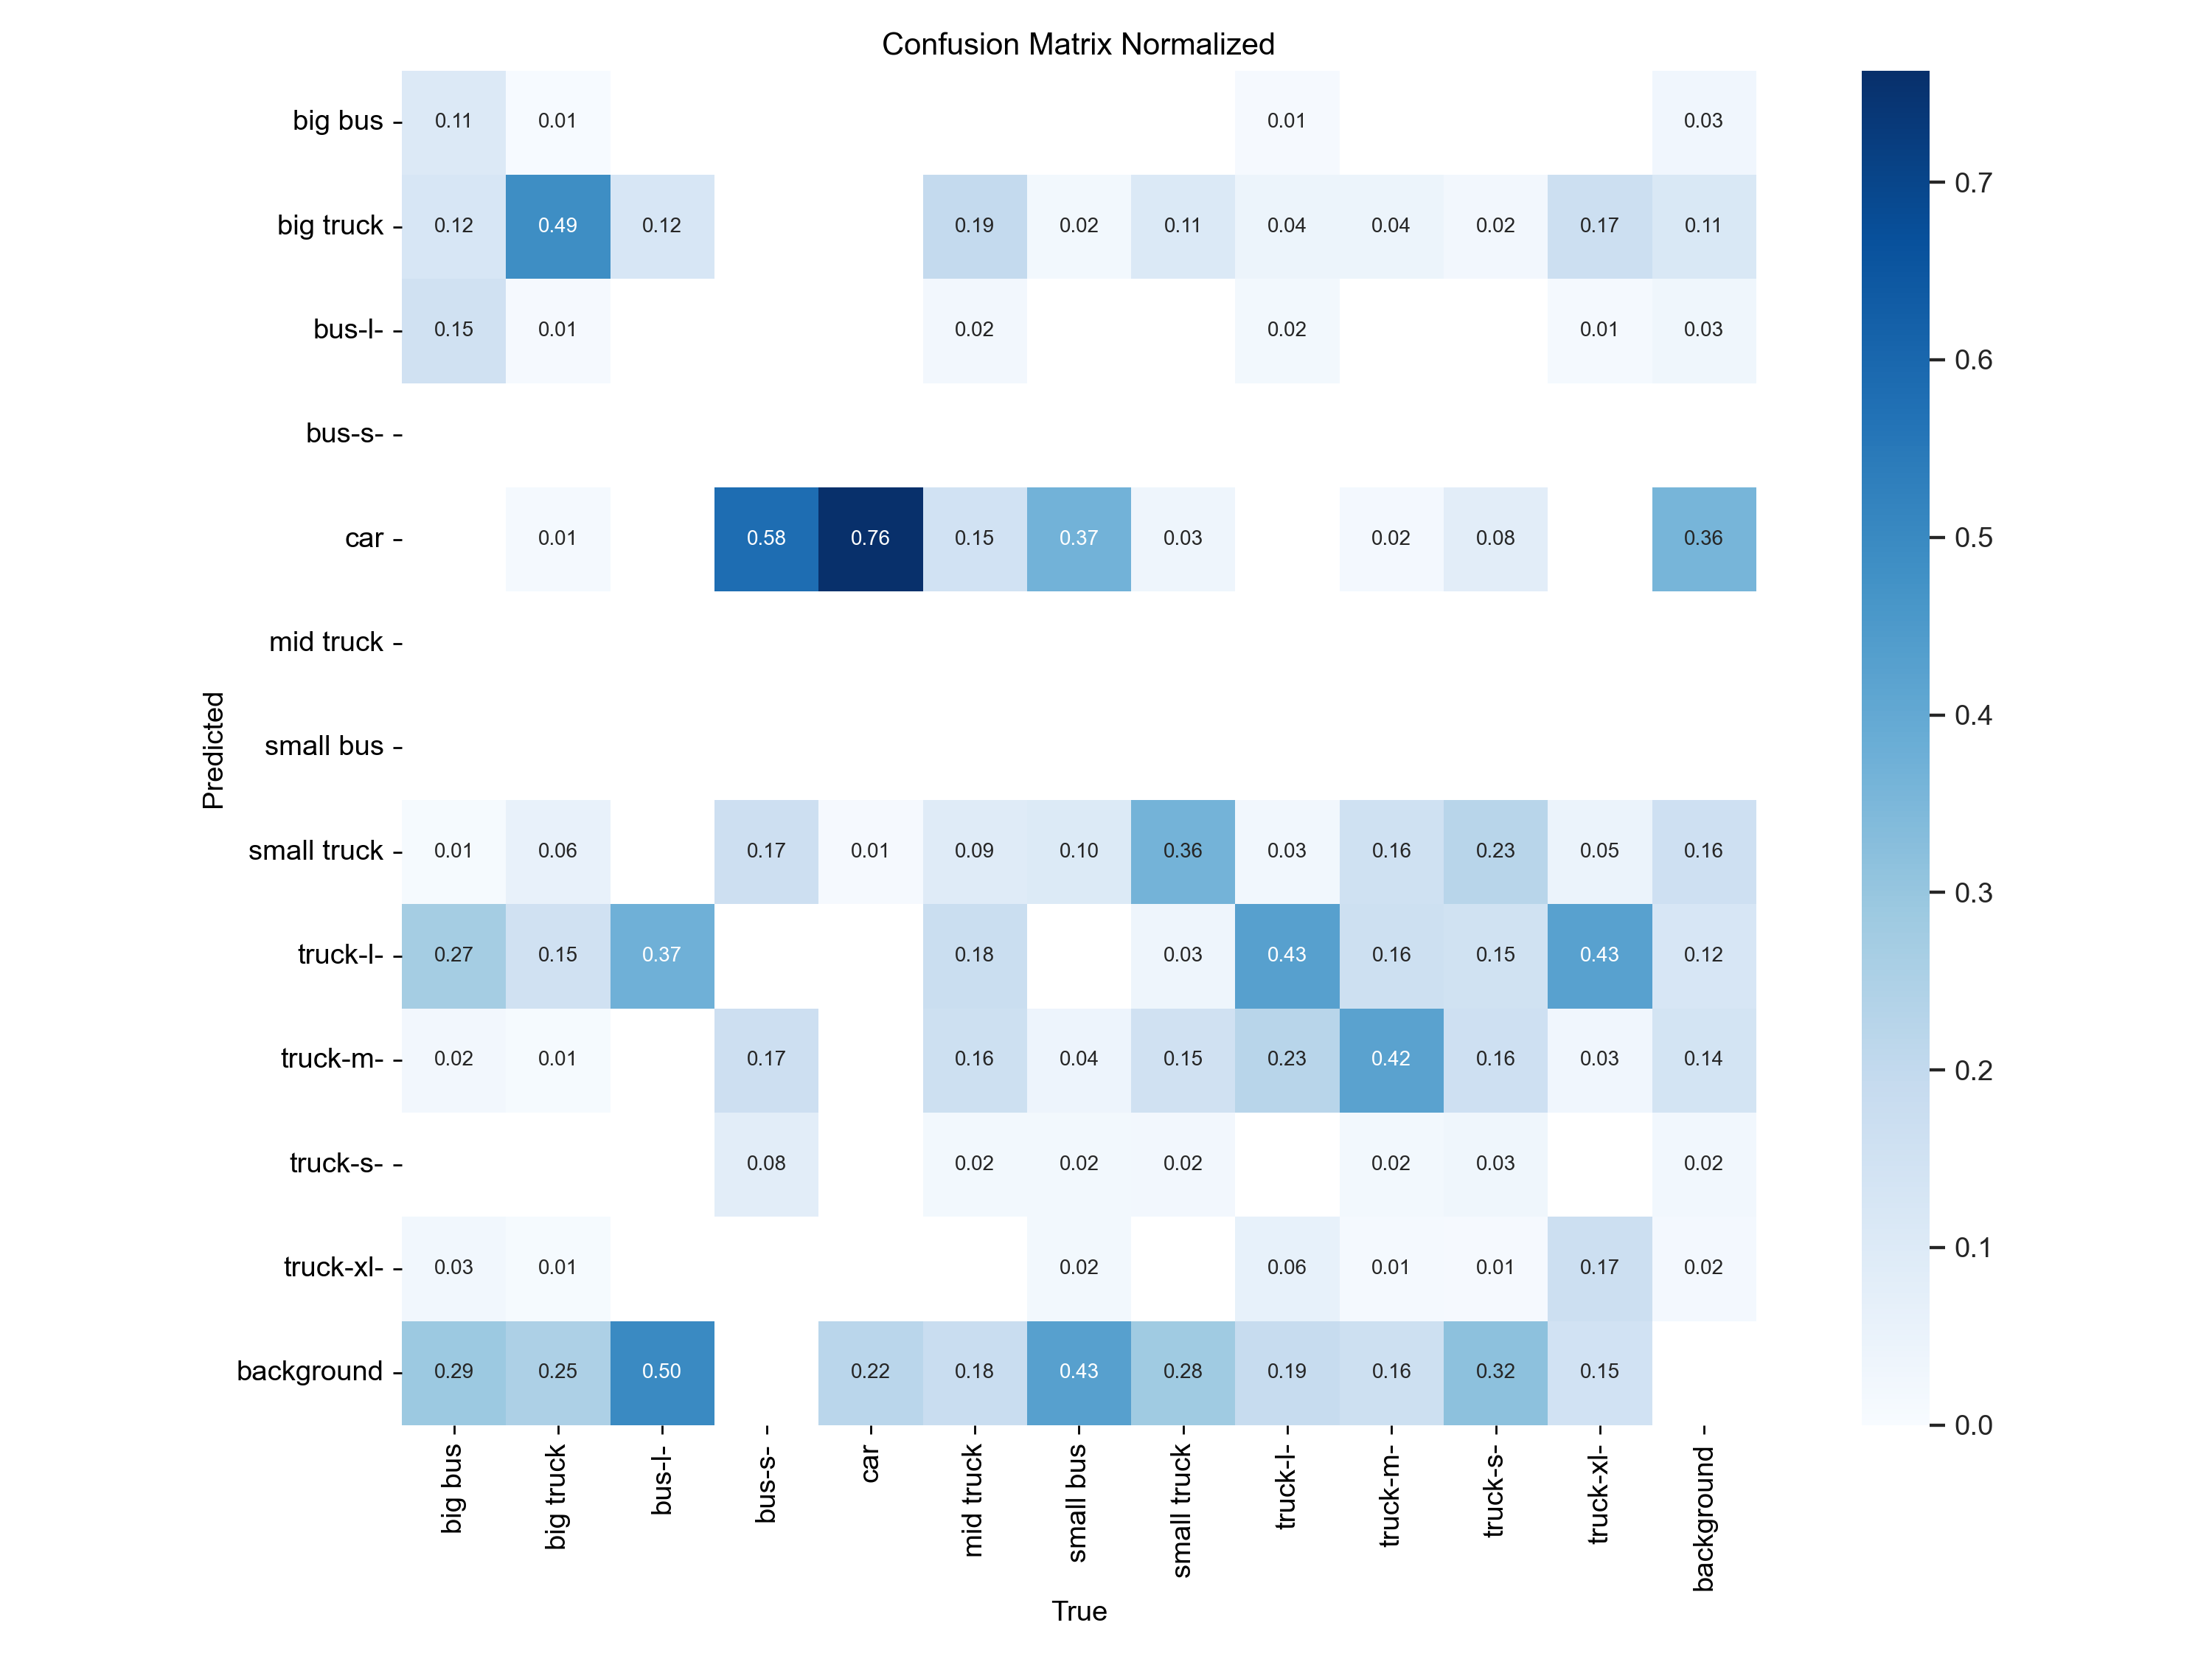 Confusion Matrix Normalized
big bus 0.11 0.01 0.01 0.03
big truck 0.12 0.49 0.12 0.19 0.02 0.11 0.04 0.04 0.02 0.17 0.11
bus-l- 0.15 0.01 0.02 0.02 0.01 0.03
bus-s-
car 0.01 0.58 0.76 0.15 0.37 0.03 0.02 0.08 0.36
mid truck
small bus
small truck 0.01 0.06 0.17 0.01 0.09 0.10 0.36 0.03 0.16 0.23 0.05 0.16
truck-l- 0.27 0.15 0.37 0.18 0.03 0.43 0.16 0.15 0.43 0.12
truck-m- 0.02 0.01 0.17 0.16 0.04 0.15 0.23 0.42 0.16 0.03 0.14
truck-s- 0.08 0.02 0.02 0.02 0.02 0.03 0.02
truck-xl- 0.03 0.01 0.02 0.06 0.01 0.01 0.17 0.02
background 0.29 0.25 0.50 0.22 0.18 0.43 0.28 0.19 0.16 0.32 0.15
Predicted
big bus
big truck
bus-l-
bus-s-
car
mid truck
small bus
small truck
truck-l-
truck-m-
truck-s-
truck-xl-
background
True
0.7
0.6
0.5
0.4
0.3
0.2
0.1
0.0